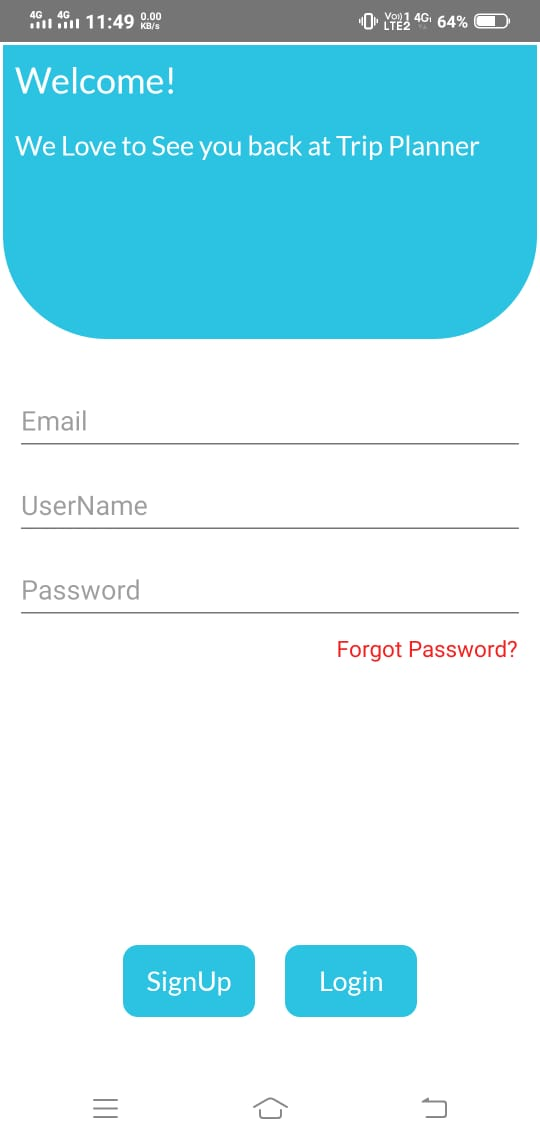 4G 4G 11:49 0.00 KB/s Vo)) 1 LTE2 4G 64%
Welcome!
We Love to See you back at Trip Planner
Email
UserName
Password
Forgot Password?
SignUp Login